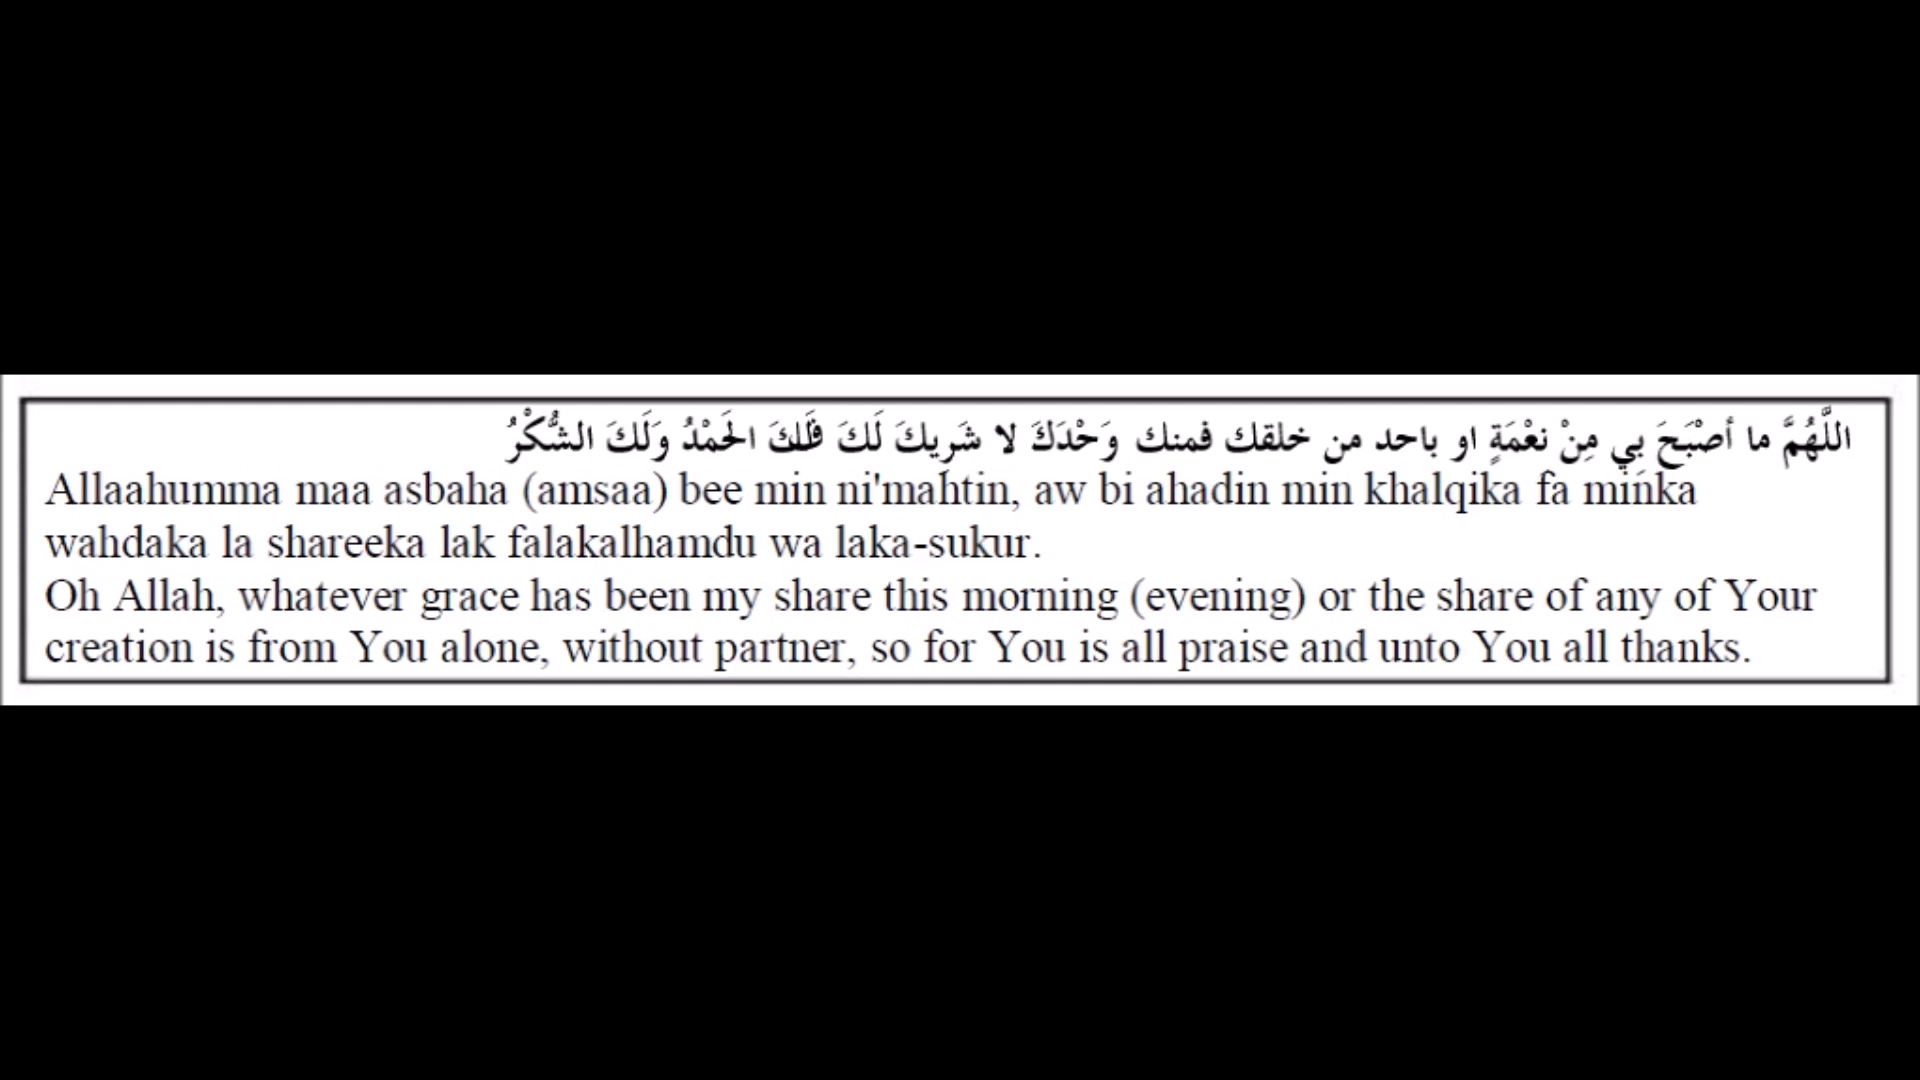 اللَّهُمَّ ما أصْبَحَ بِي مِنْ نعْمَةٍ او باحد من خلقك فمنك وَحْدَكَ لا شَرِيكَ لَكَ فَلَكَ الحَمْدُ وَلَكَ الشُّكْرُ
Allaahumma maa asbaha (amsaa) bee min ni'mahtin, aw bi ahadin min khalqika fa minka
wahdaka la shareeka lak falakalhamdu wa laka-sukur.
Oh Allah, whatever grace has been my share this morning (evening) or the share of any of Your
creation is from You alone, without partner, so for You is all praise and unto You all thanks.